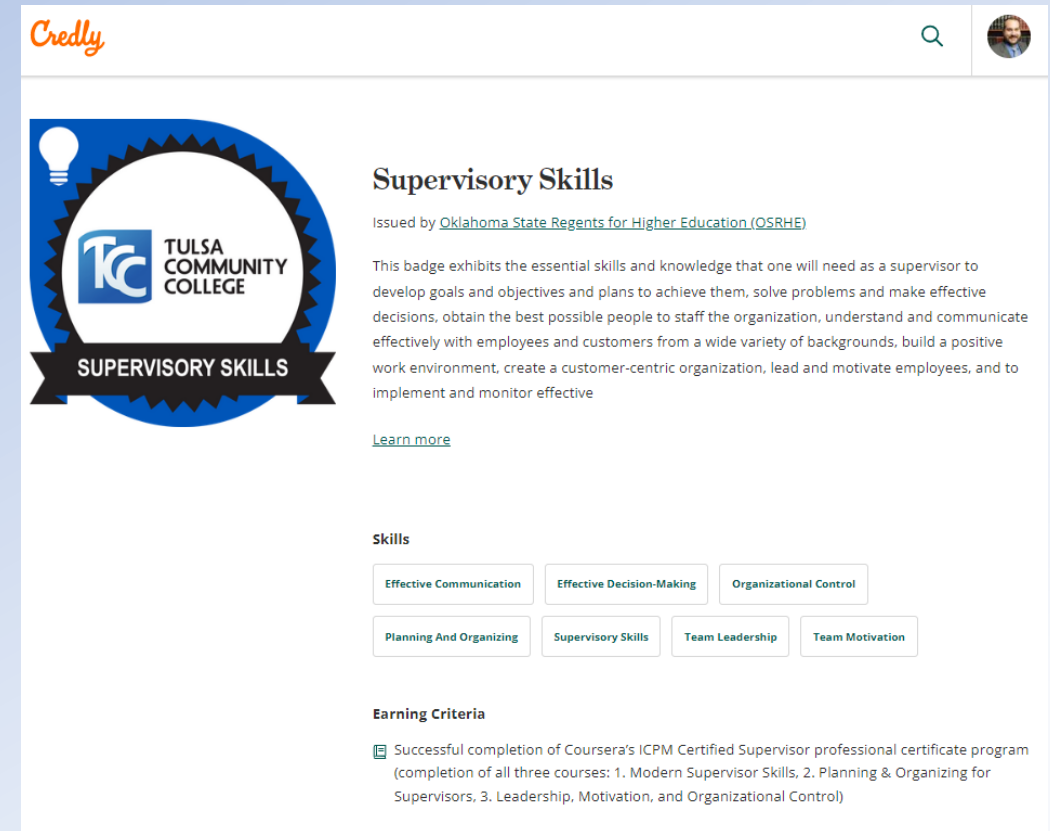 Credly
TCC
TULSA
COMMUNITY
COLLEGE
SUPERVISORY SKILLS
Supervisory Skills
Issued by Oklahoma State Regents for Higher Education (OSRHE)
This badge exhibits the essential skills and knowledge that one will need as a supervisor to
develop goals and objectives and plans to achieve them, solve problems and make effective
decisions, obtain the best possible people to staff the organization, understand and communicate
effectively with employees and customers from a wide variety of backgrounds, build a positive
work environment, create a customer-centric organization, lead and motivate employees, and to
implement and monitor effective
Learn more
Skills
Effective Communication Effective Decision-Making Organizational Control
Planning And Organizing Supervisory Skills Team Leadership Team Motivation
Earning Criteria
Successful completion of Coursera's ICPM Certified Supervisor professional certificate program
(completion of all three courses: 1. Modern Supervisor Skills, 2. Planning & Organizing for
Supervisors, 3. Leadership, Motivation, and Organizational Control)